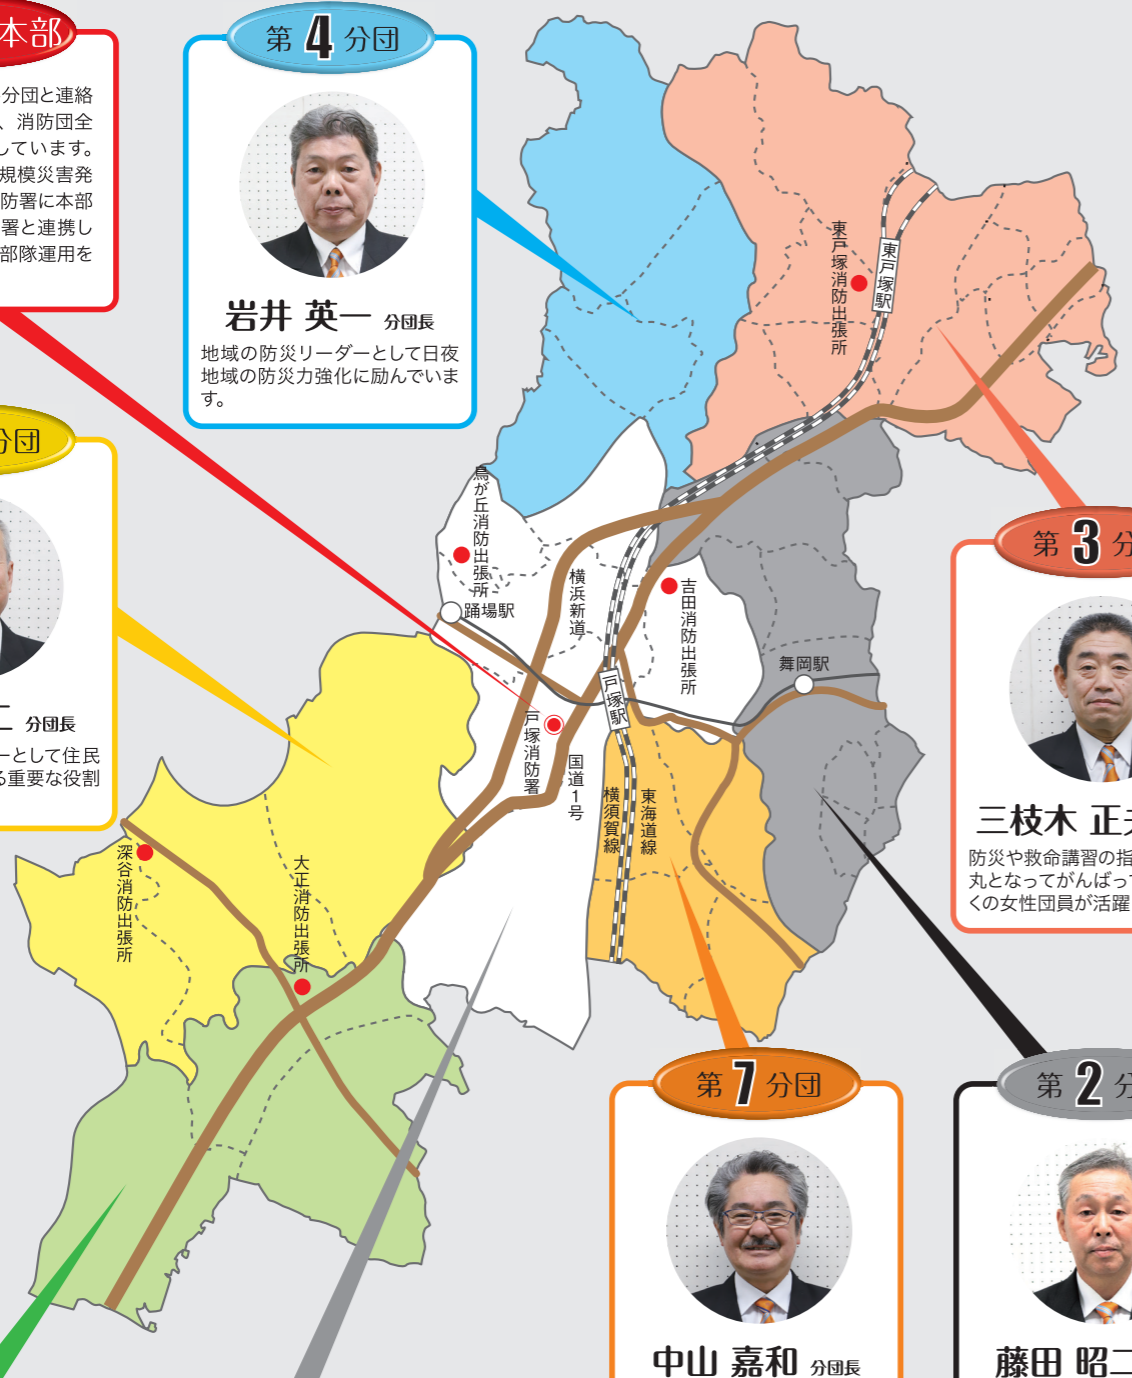 本部
分団と連絡
、消防団全
しています。
規模災害発
防署に本部
署と連携し
部隊運用を
第4分団
岩井 英一 分団長
地域の防災リーダーとして日夜
地域の防災力強化に励んでいま
す。
分団
分団長
ーとして住民
る重要な役割
東戸塚消防出張所
東戸塚駅
鳥が丘消防出張所
踊場駅
横浜新道
吉田消防出張所
舞岡駅
戸塚駅
戸塚消防署
国道1号
横須賀線
東海道線
深谷消防出張所
大正消防出張所
第3分
三枝木 正夫
防災や救命講習の指
丸となってがんばって
くの女性団員が活躍
第7分団
中山 嘉和 分団長
第2分
藤田 昭二